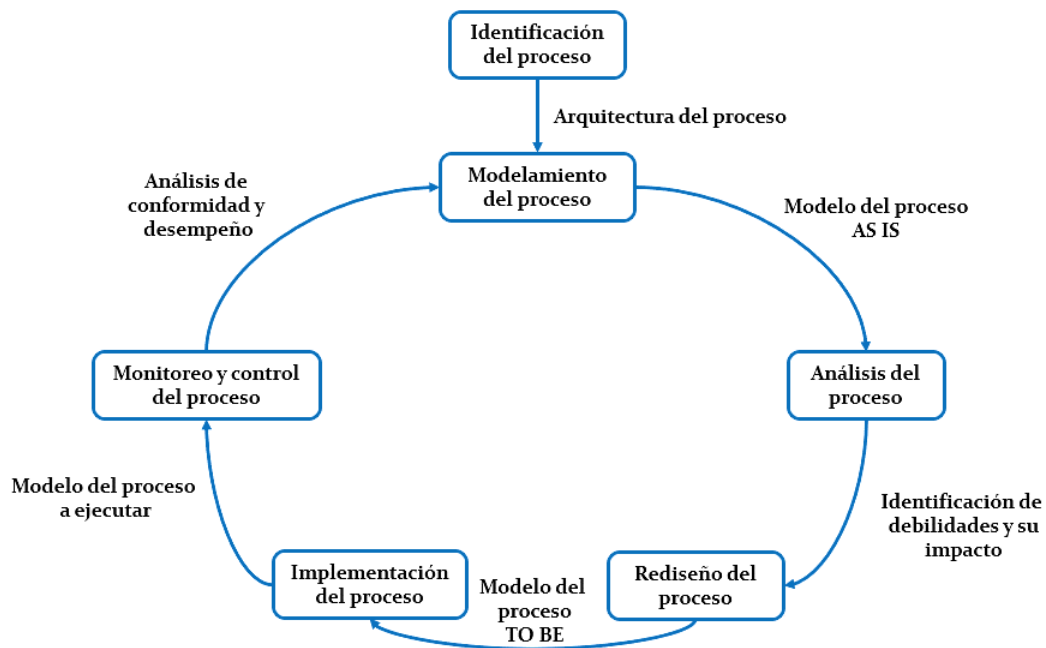 Identificación
del proceso
Arquitectura del proceso
Modelamiento
del proceso
Análisis de
conformidad y
desempeño
Modelo del proceso
AS IS
Monitoreo y control
del proceso
Análisis del
proceso
Modelo del proceso
a ejecutar
Identificación de
debilidades y su
impacto
Implementación
del proceso
Modelo del
proceso
TO BE
Rediseño del
proceso